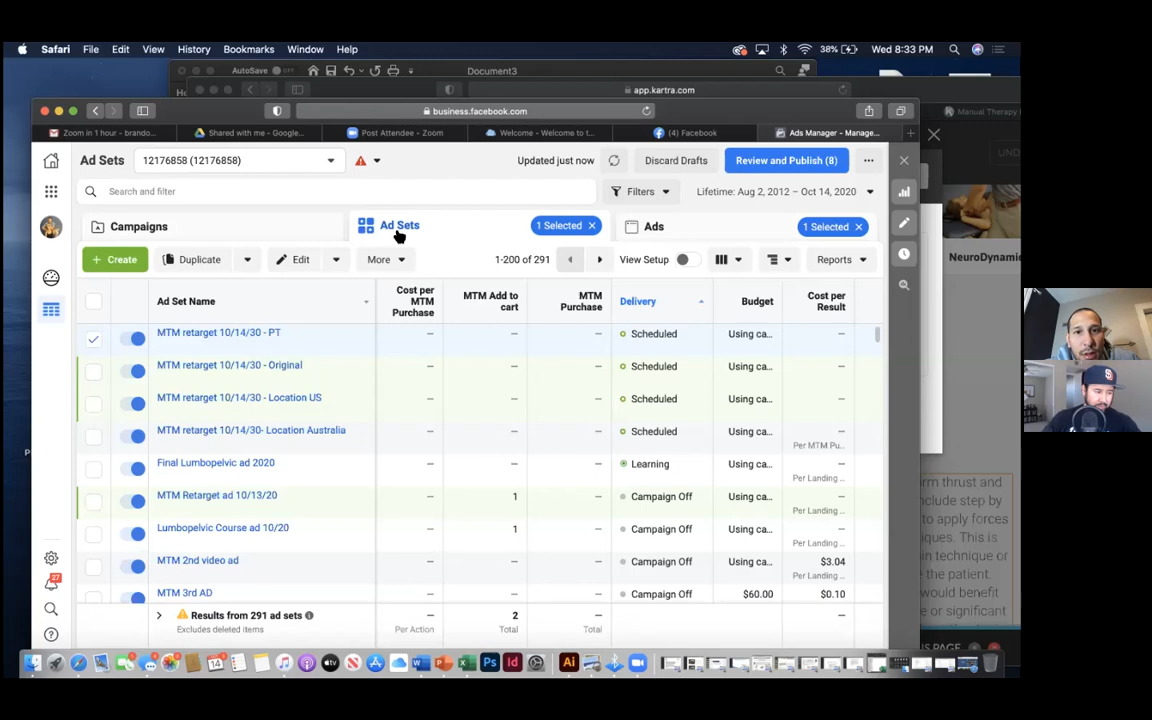 Safari File Edit View History Bookmarks Window Help 38% Wed 8:33 PM
AutoSave OFF Document3
app.kartra.com
business.facebook.com
Manual Therapy
Zoom in 1 hour - brando... Shared with me - Google... Post Attendee - Zoom Welcome - Welcome to t... (4) Facebook Ads Manager - Manage...
Ad Sets 12176858 (12176858) Updated just now Discard Drafts Review and Publish (8)
Search and filter Filters Lifetime: Aug 2, 2012 – Oct 14, 2020
Campaigns Ad Sets 1 Selected Ads 1 Selected
+ Create Duplicate Edit More 1-200 of 291 View Setup Reports
NeuroDynamic
Ad Set Name Cost per MTM Purchase MTM Add to cart MTM Purchase Delivery Budget Cost per Result
MTM retarget 10/14/30 - PT — — — Scheduled Using ca... —
MTM retarget 10/14/30 - Original — — — Scheduled Using ca... —
MTM retarget 10/14/30 - Location US — — — Scheduled Using ca... —
MTM retarget 10/14/30- Location Australia — — — Scheduled Using ca... —
Per MTM Pu...
Final Lumbopelvic ad 2020 — — — Learning Using ca... —
Per Landing ...
MTM Retarget ad 10/13/20 — 1 — Campaign Off Using ca... —
Per Landing ...
Lumbopelvic Course ad 10/20 — 1 — Campaign Off Using ca... —
Per Landing ...
MTM 2nd video ad — — — Campaign Off Using ca... $3.04
Per Landing ...
MTM 3rd AD — — — Campaign Off $60.00 $0.10
Results from 291 ad sets — 2 — —
Excludes deleted items Per Action Total Total
27
rm thrust and
nclude step by
to apply forces
iques. This is
in technique or
e the patient.
would benefit
e or significant
US PAGE
14
Ps Id Ai